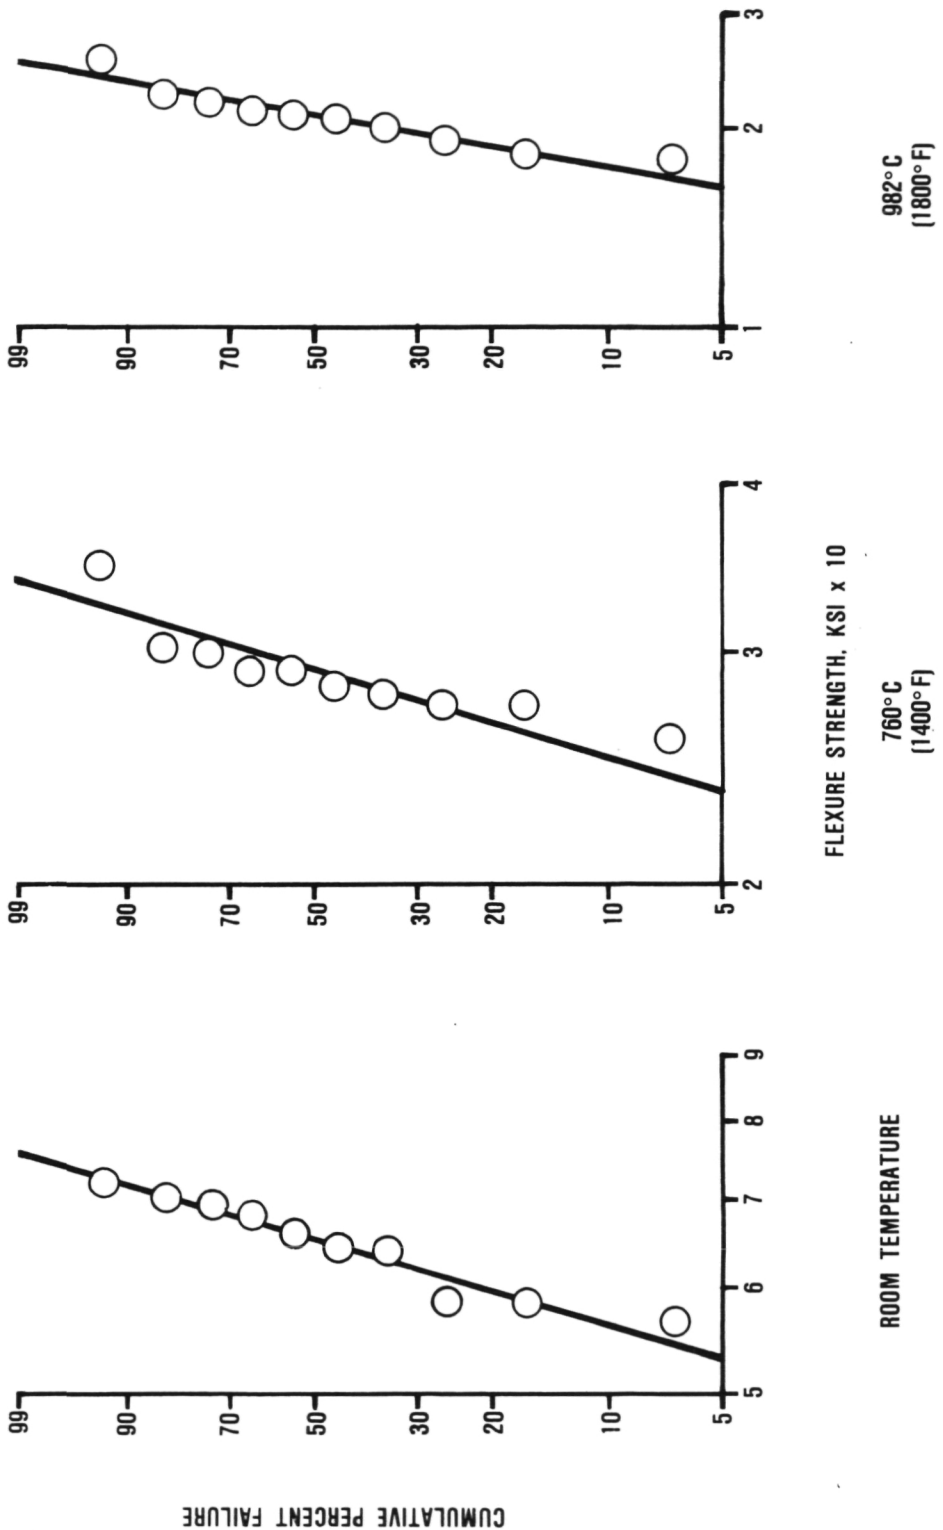 CUMULATIVE PERCENT FAILURE
99
90
70
50
30
20
10
5
5 6 7 8 9
ROOM TEMPERATURE
99
90
70
50
30
20
10
5
2 3 4
760°C
(1400°F)
99
90
70
50
30
20
10
5
1 2 3
982°C
(1800°F)
FLEXURE STRENGTH, KSI x 10